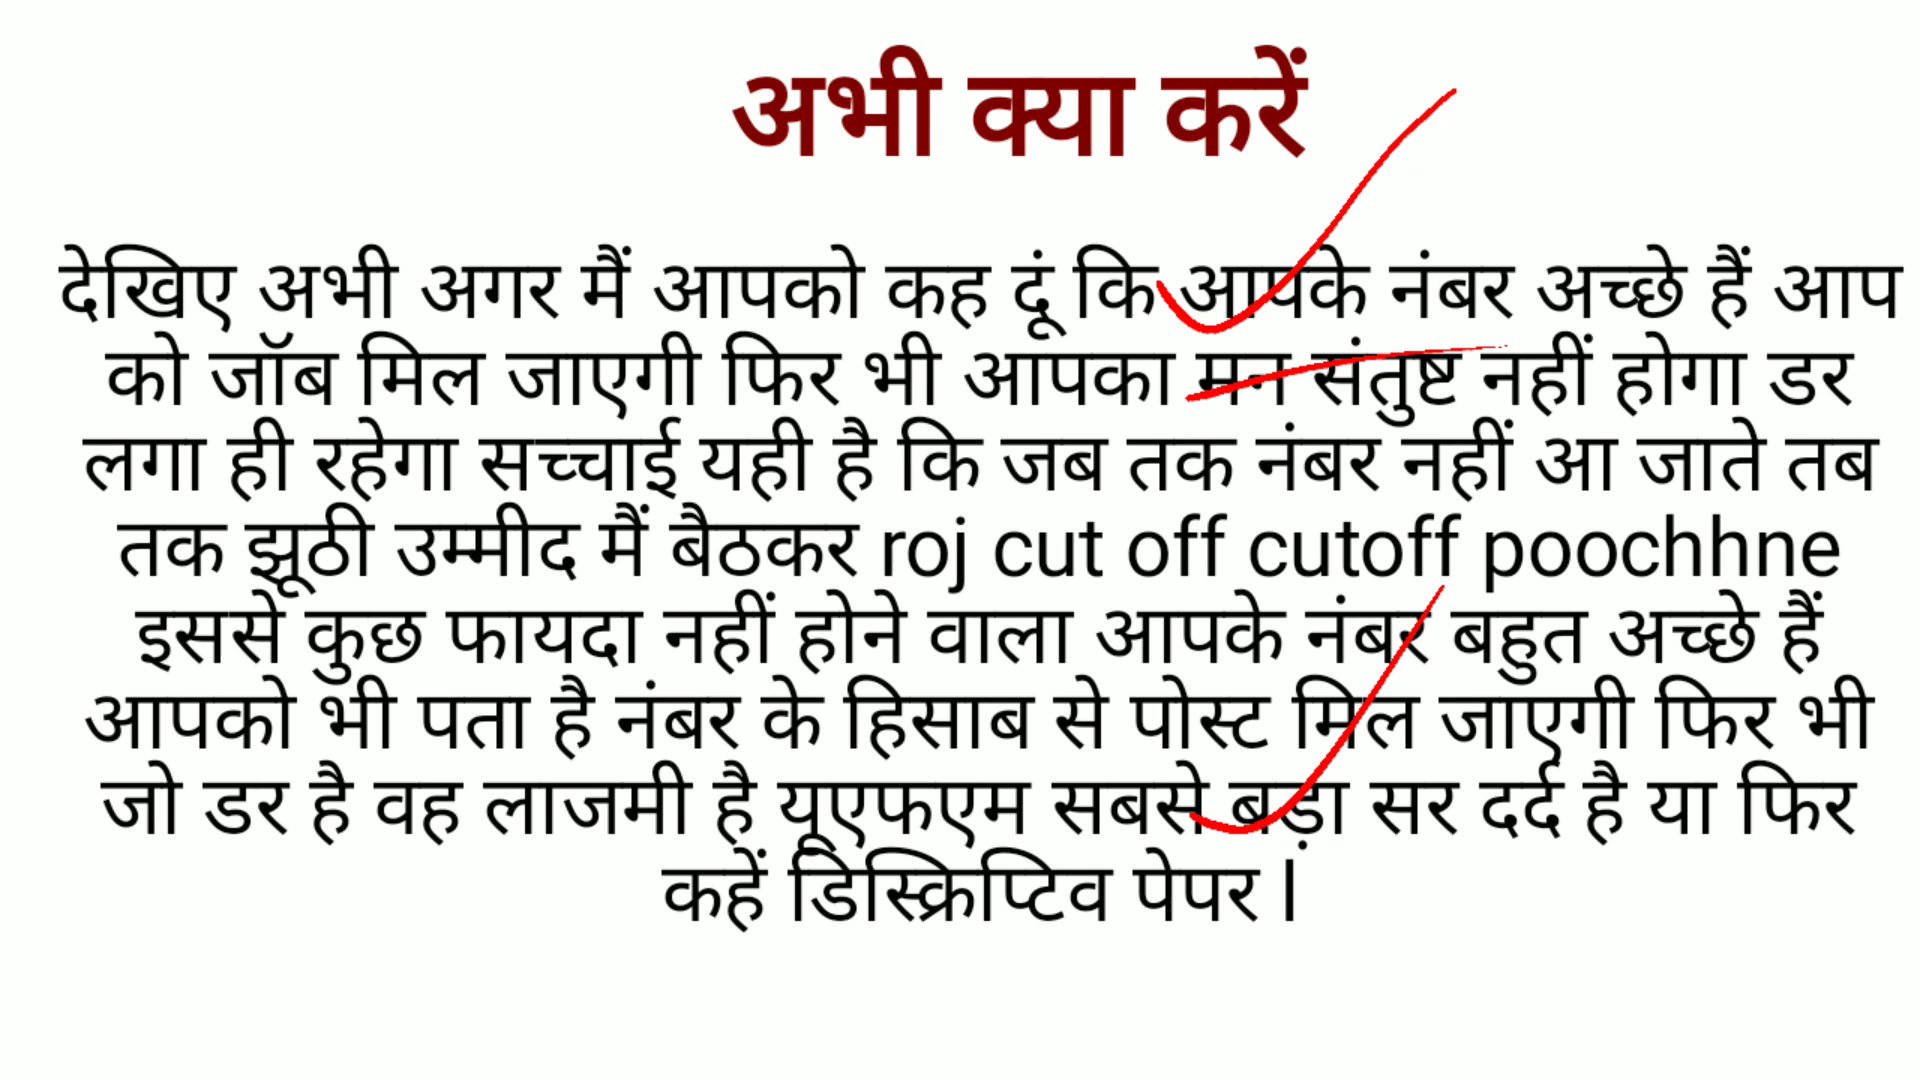 अभी क्या करें
देखिए अभी अगर मैं आपको कह दूं कि आपके नंबर अच्छे हैं आप
को जॉब मिल जाएगी फिर भी आपका मन संतुष्ट नहीं होगा डर
लगा ही रहेगा सच्चाई यही है कि जब तक नंबर नहीं आ जाते तब
तक झूठी उम्मीद मैं बैठकर roj cut off cutoff poochhne
इससे कुछ फायदा नहीं होने वाला आपके नंबर बहुत अच्छे हैं
आपको भी पता है नंबर के हिसाब से पोस्ट मिल जाएगी फिर भी
जो डर है वह लाजमी है यूएफएम सबसे बड़ा सर दर्द है या फिर
कहें डिस्क्रिप्टिव पेपर l